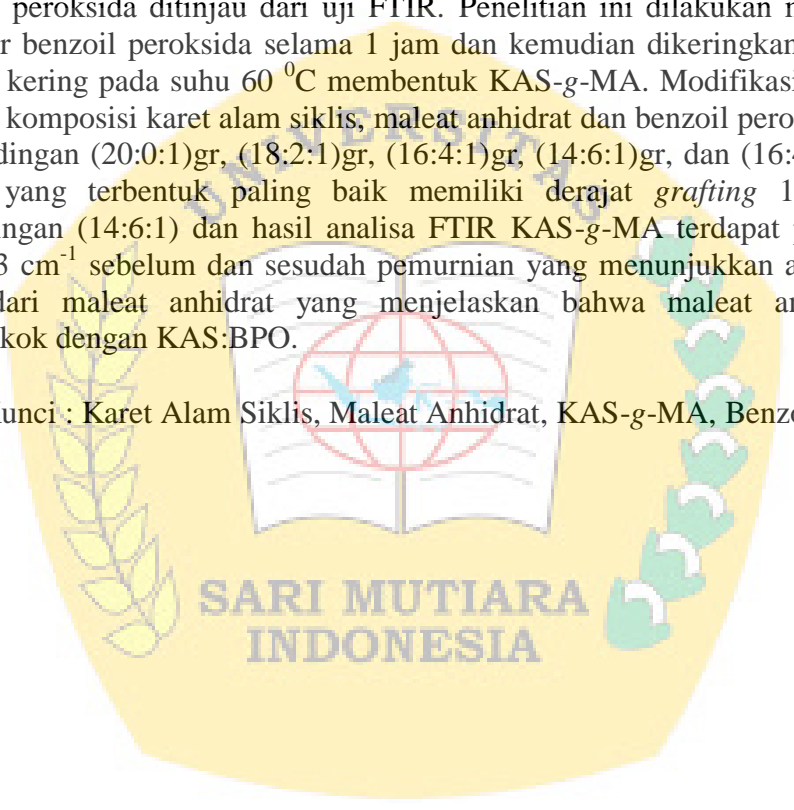 peroksida ditinjau dari uji FTIR. Penelitian ini dilakukan
r benzoil peroksida selama 1 jam dan kemudian dikeringkan
kering pada suhu 60 ⁰C membentuk KAS-g-MA. Modifikasi
komposisi karet alam siklis, maleat anhidrat dan benzoil pero
dingan (20:0:1)gr, (18:2:1)gr, (16:4:1)gr, (14:6:1)gr, dan (16:4
yang terbentuk paling baik memiliki derajat grafting 1
ingan (14:6:1) dan hasil analisa FTIR KAS-g-MA terdapat
3 cm⁻¹ sebelum dan sesudah pemurnian yang menunjukkan a
dari maleat anhidrat yang menjelaskan bahwa maleat an
kok dengan KAS:BPO.
unci : Karet Alam Siklis, Maleat Anhidrat, KAS-g-MA, Benzo
UNIVERSITAS
SARI MUTIARA
INDONESIA